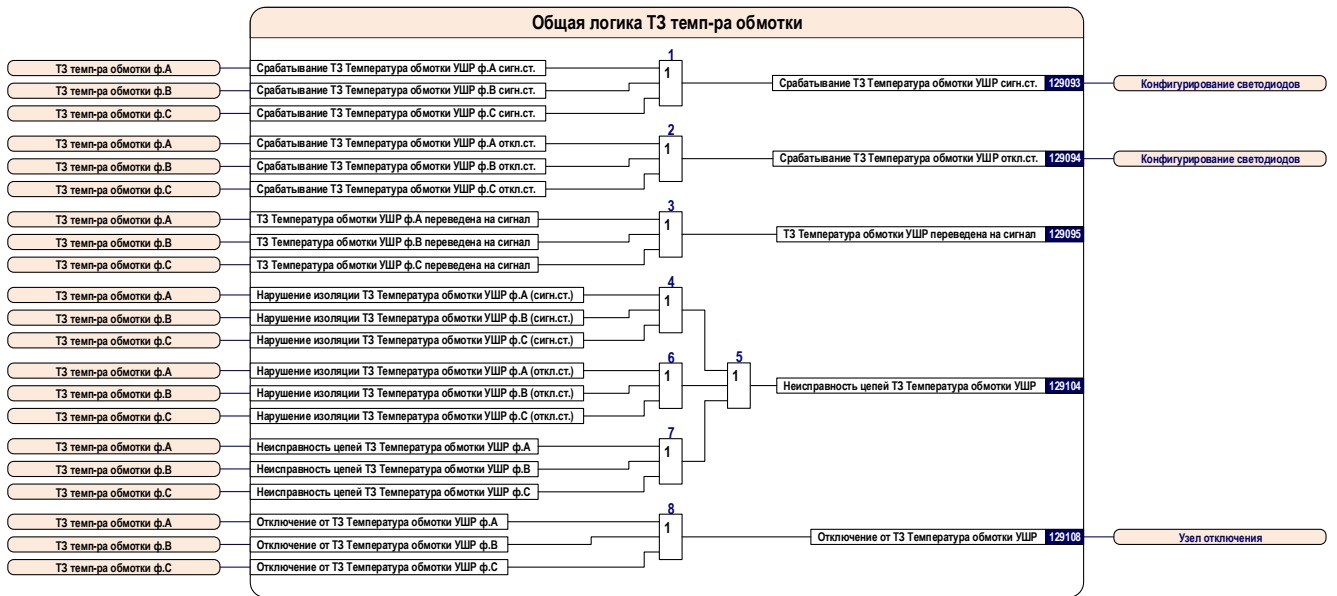 Общая логика ТЗ темп-ра обмотки
1
ТЗ темп-ра обмотки ф.А Срабатывание ТЗ Температура обмотки УШР ф.А сигн.ст. 1
ТЗ темп-ра обмотки ф.В Срабатывание ТЗ Температура обмотки УШР ф.В сигн.ст. Срабатывание ТЗ Температура обмотки УШР сигн.ст. 129093 Конфигурирование светодиодов
ТЗ темп-ра обмотки ф.С Срабатывание ТЗ Температура обмотки УШР ф.С сигн.ст.
2
ТЗ темп-ра обмотки ф.А Срабатывание ТЗ Температура обмотки УШР ф.А откл.ст. 1
ТЗ темп-ра обмотки ф.В Срабатывание ТЗ Температура обмотки УШР ф.В откл.ст. Срабатывание ТЗ Температура обмотки УШР откл.ст. 129094 Конфигурирование светодиодов
ТЗ темп-ра обмотки ф.С Срабатывание ТЗ Температура обмотки УШР ф.С откл.ст.
3
ТЗ темп-ра обмотки ф.А ТЗ Температура обмотки УШР ф.А переведена на сигнал 1
ТЗ темп-ра обмотки ф.В ТЗ Температура обмотки УШР ф.В переведена на сигнал ТЗ Температура обмотки УШР переведена на сигнал 129095
ТЗ темп-ра обмотки ф.С ТЗ Температура обмотки УШР ф.С переведена на сигнал
4
ТЗ темп-ра обмотки ф.А Нарушение изоляции ТЗ Температура обмотки УШР ф.А (сигн.ст.) 1
ТЗ темп-ра обмотки ф.В Нарушение изоляции ТЗ Температура обмотки УШР ф.В (сигн.ст.)
ТЗ темп-ра обмотки ф.С Нарушение изоляции ТЗ Температура обмотки УШР ф.С (сигн.ст.)
6 5
ТЗ темп-ра обмотки ф.А Нарушение изоляции ТЗ Температура обмотки УШР ф.А (откл.ст.) 1 1
ТЗ темп-ра обмотки ф.В Нарушение изоляции ТЗ Температура обмотки УШР ф.В (откл.ст.) Неисправность цепей ТЗ Температура обмотки УШР 129104
ТЗ темп-ра обмотки ф.С Нарушение изоляции ТЗ Температура обмотки УШР ф.С (откл.ст.)
7
ТЗ темп-ра обмотки ф.А Неисправность цепей ТЗ Температура обмотки УШР ф.А 1
ТЗ темп-ра обмотки ф.В Неисправность цепей ТЗ Температура обмотки УШР ф.В
ТЗ темп-ра обмотки ф.С Неисправность цепей ТЗ Температура обмотки УШР ф.С
8
ТЗ темп-ра обмотки ф.А Отключение от ТЗ Температура обмотки УШР ф.А 1
ТЗ темп-ра обмотки ф.В Отключение от ТЗ Температура обмотки УШР ф.В Отключение от ТЗ Температура обмотки УШР 129108 Узел отключения
ТЗ темп-ра обмотки ф.С Отключение от ТЗ Температура обмотки УШР ф.С